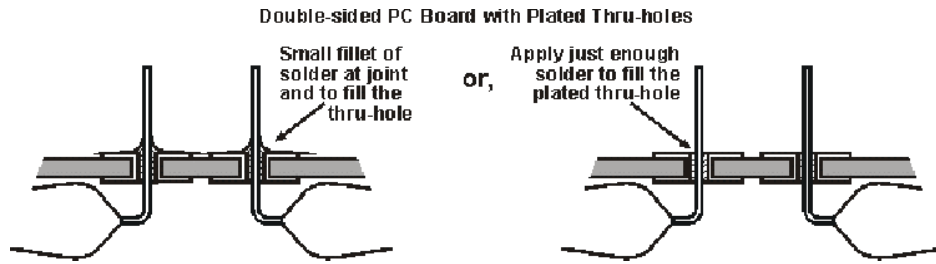 Double-sided PC Board with Plated Thru-holes
Small fillet of
solder at joint
and to fill the
thru-hole
or,
Apply just enough
solder to fill the
plated thru-hole